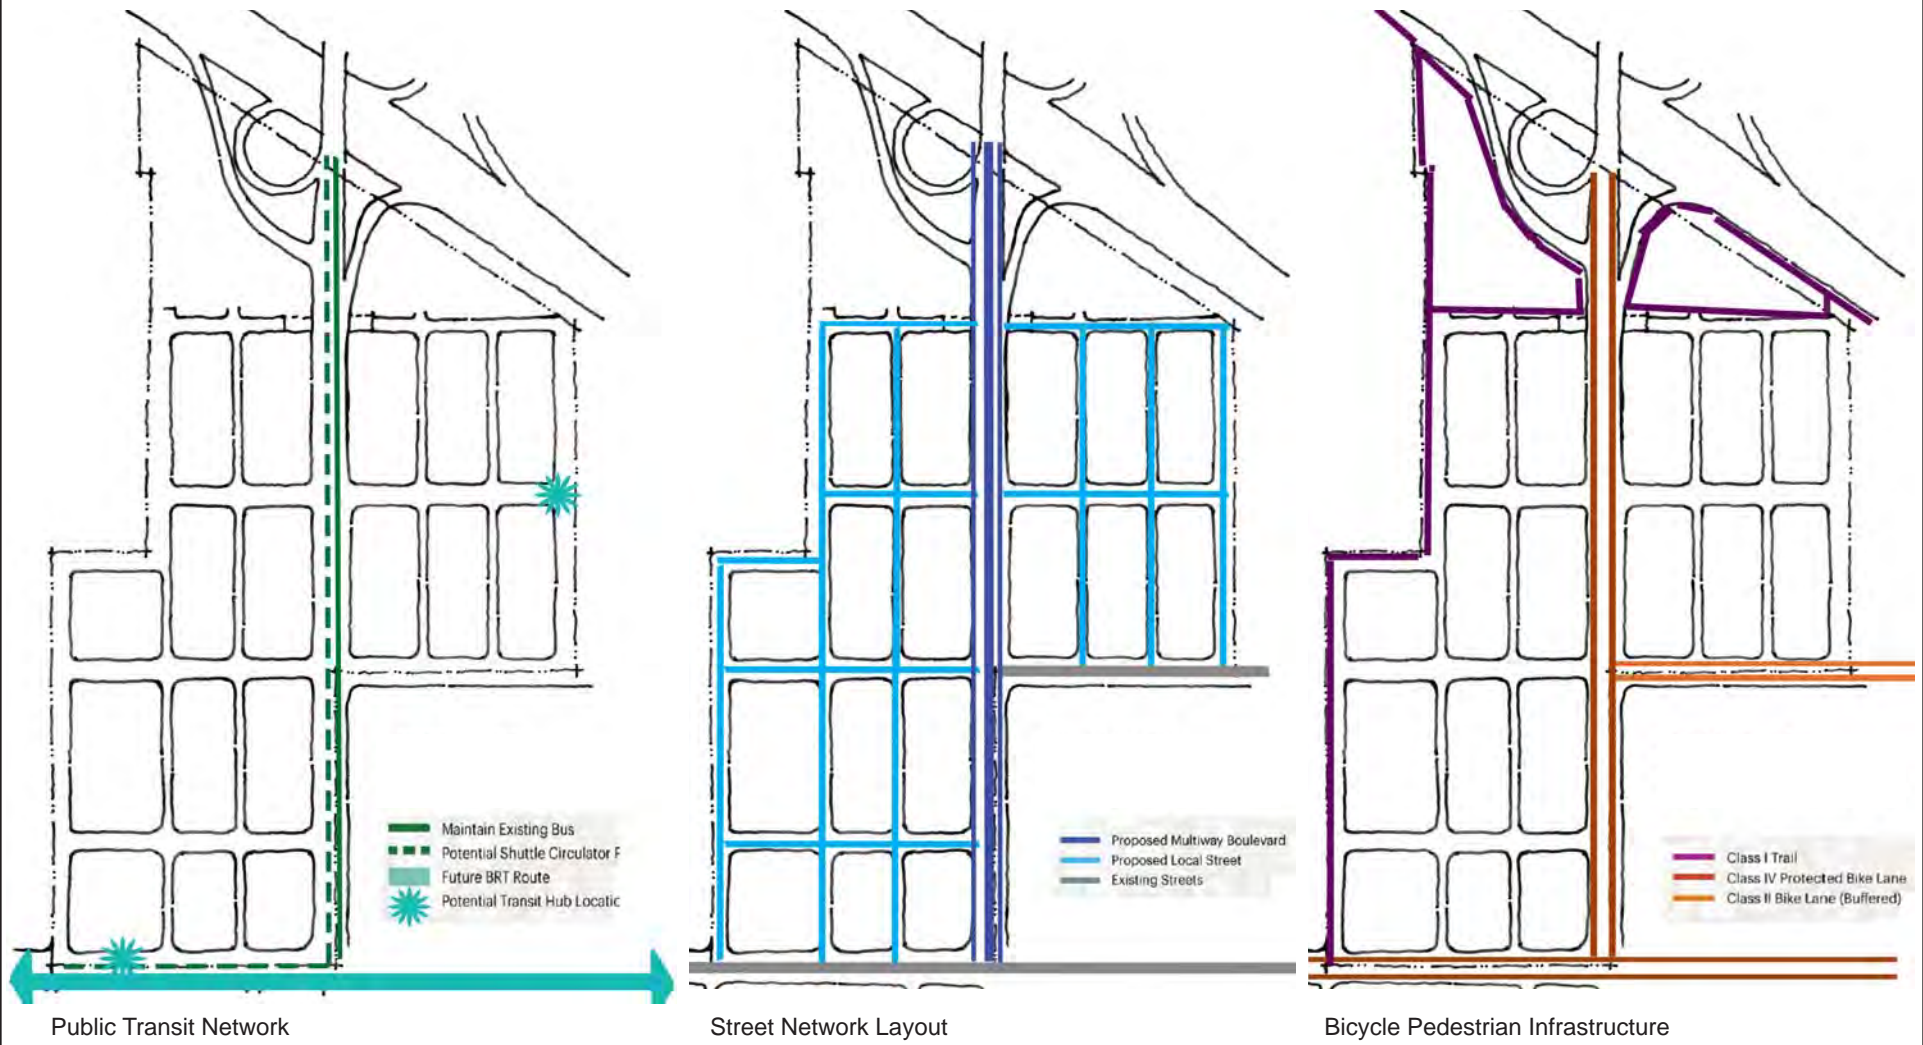 Maintain Existing Bus
Potential Shuttle Circulator
Future BRT Route
Potential Transit Hub
Proposed Multiway Boulevard
Proposed Local Street
Existing Streets
Class I Trail
Class IV Protected Bike Lane
Class II Bike Lane (Buffered)
Public Transit Network
Street Network Layout
Bicycle Pedestrian Infrastructure